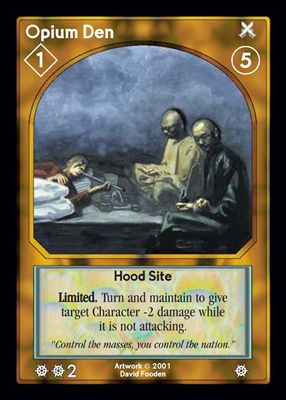 Opium Den
1
5
Hood Site
Limited. Turn and maintain to give
target Character -2 damage while
it is not attacking.
“Control the masses, you control the nation.”
2
Artwork © 2001
David Fooden